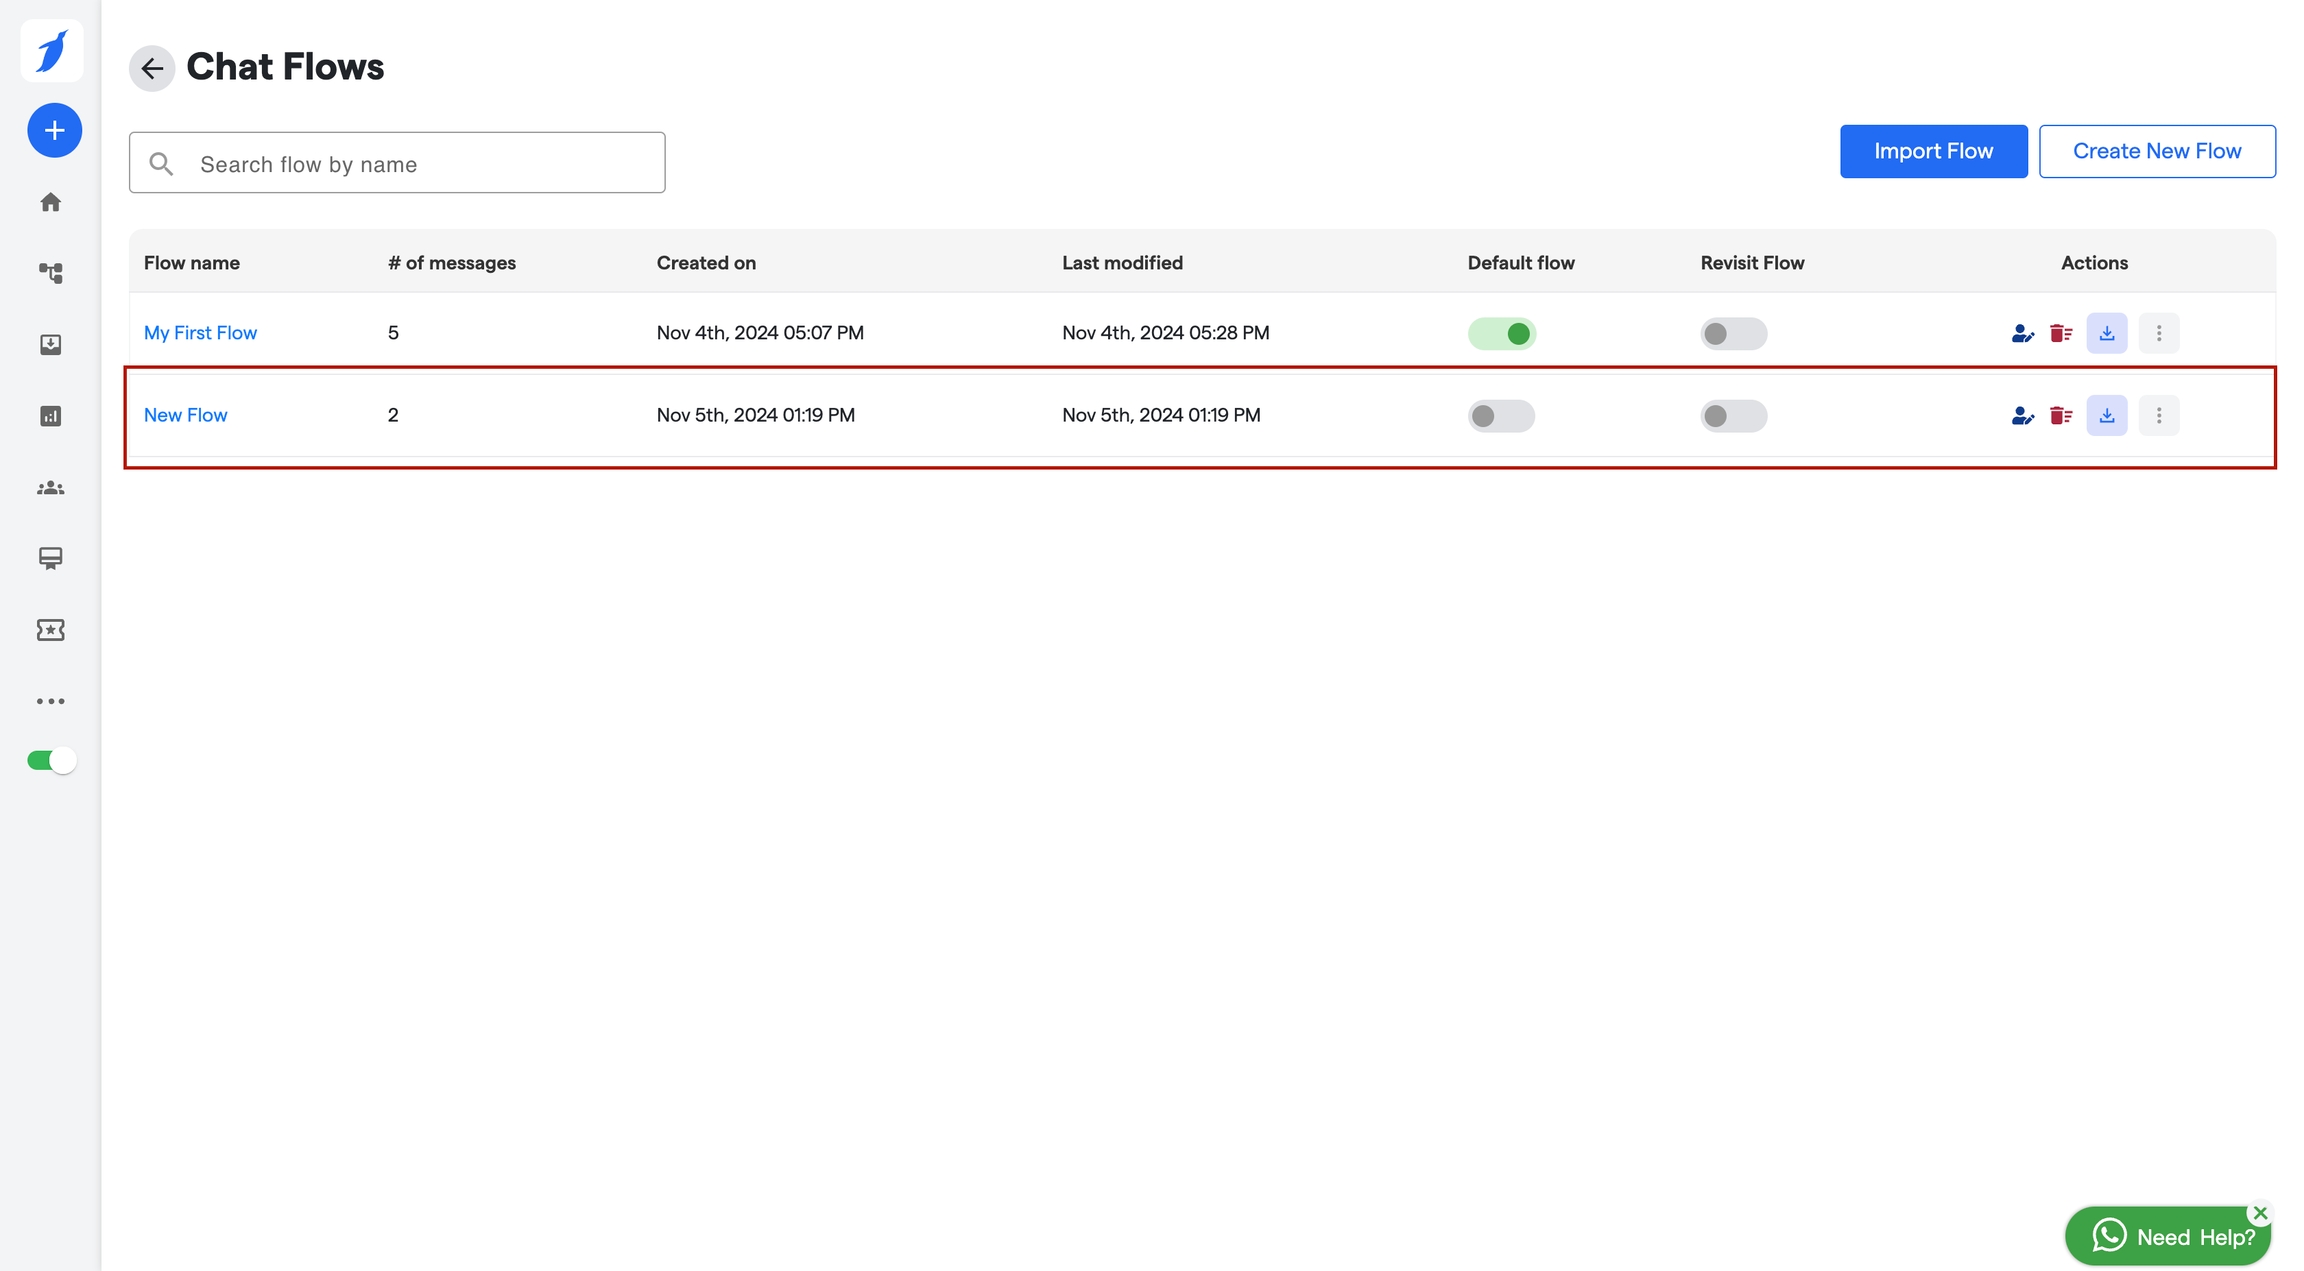 Chat Flows
Search flow by name
Import Flow
Create New Flow
Flow name # of messages Created on Last modified Default flow Revisit Flow Actions
My First Flow 5 Nov 4th, 2024 05:07 PM Nov 4th, 2024 05:28 PM
New Flow 2 Nov 5th, 2024 01:19 PM Nov 5th, 2024 01:19 PM
Need Help?